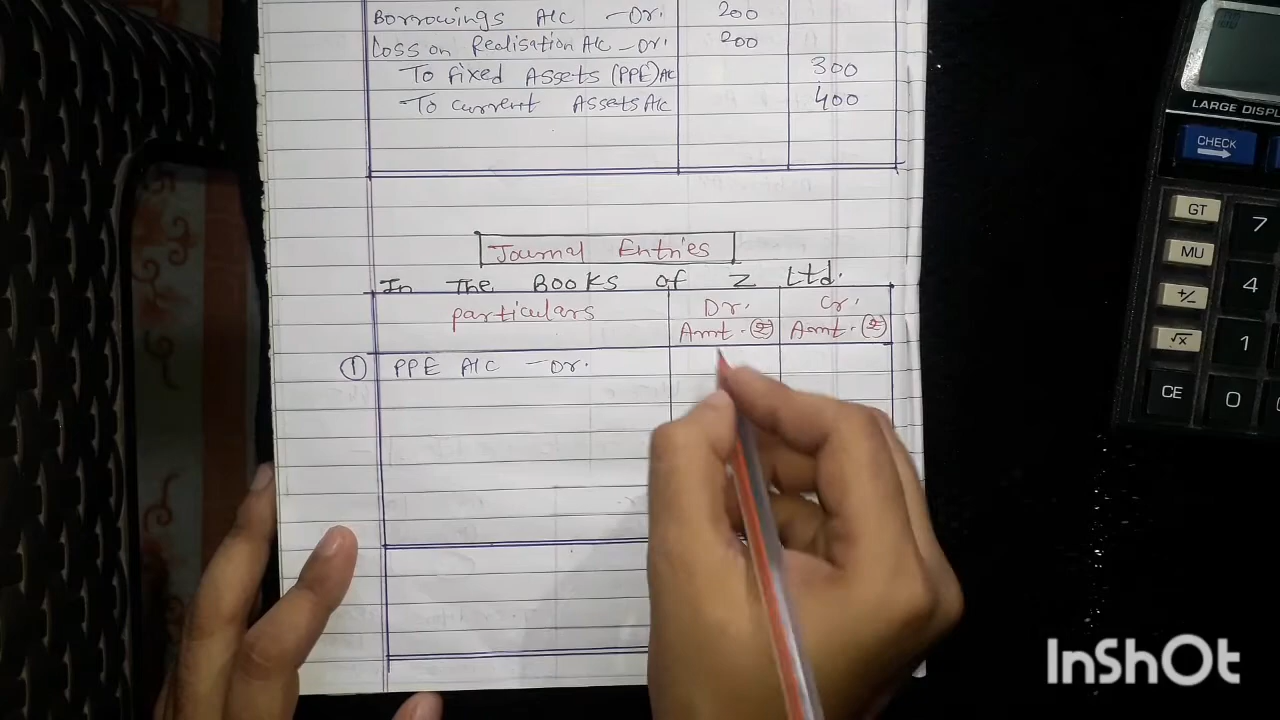 Borrowings A/c -Dr. 200
Loss on Realisation A/c -Dr. 200
To Fixed Assets (PPE) A/c 300
To current Assets A/c 400
Journal Entries
In The Books of Z Ltd.
particulars Dr. Amt. (₹) Cr. Amt. (₹)
① PPE A/c -Dr.
LARGE DISPL
CHECK
GT
7
MU
4
+/-
√x
1
CE
0
InShOt